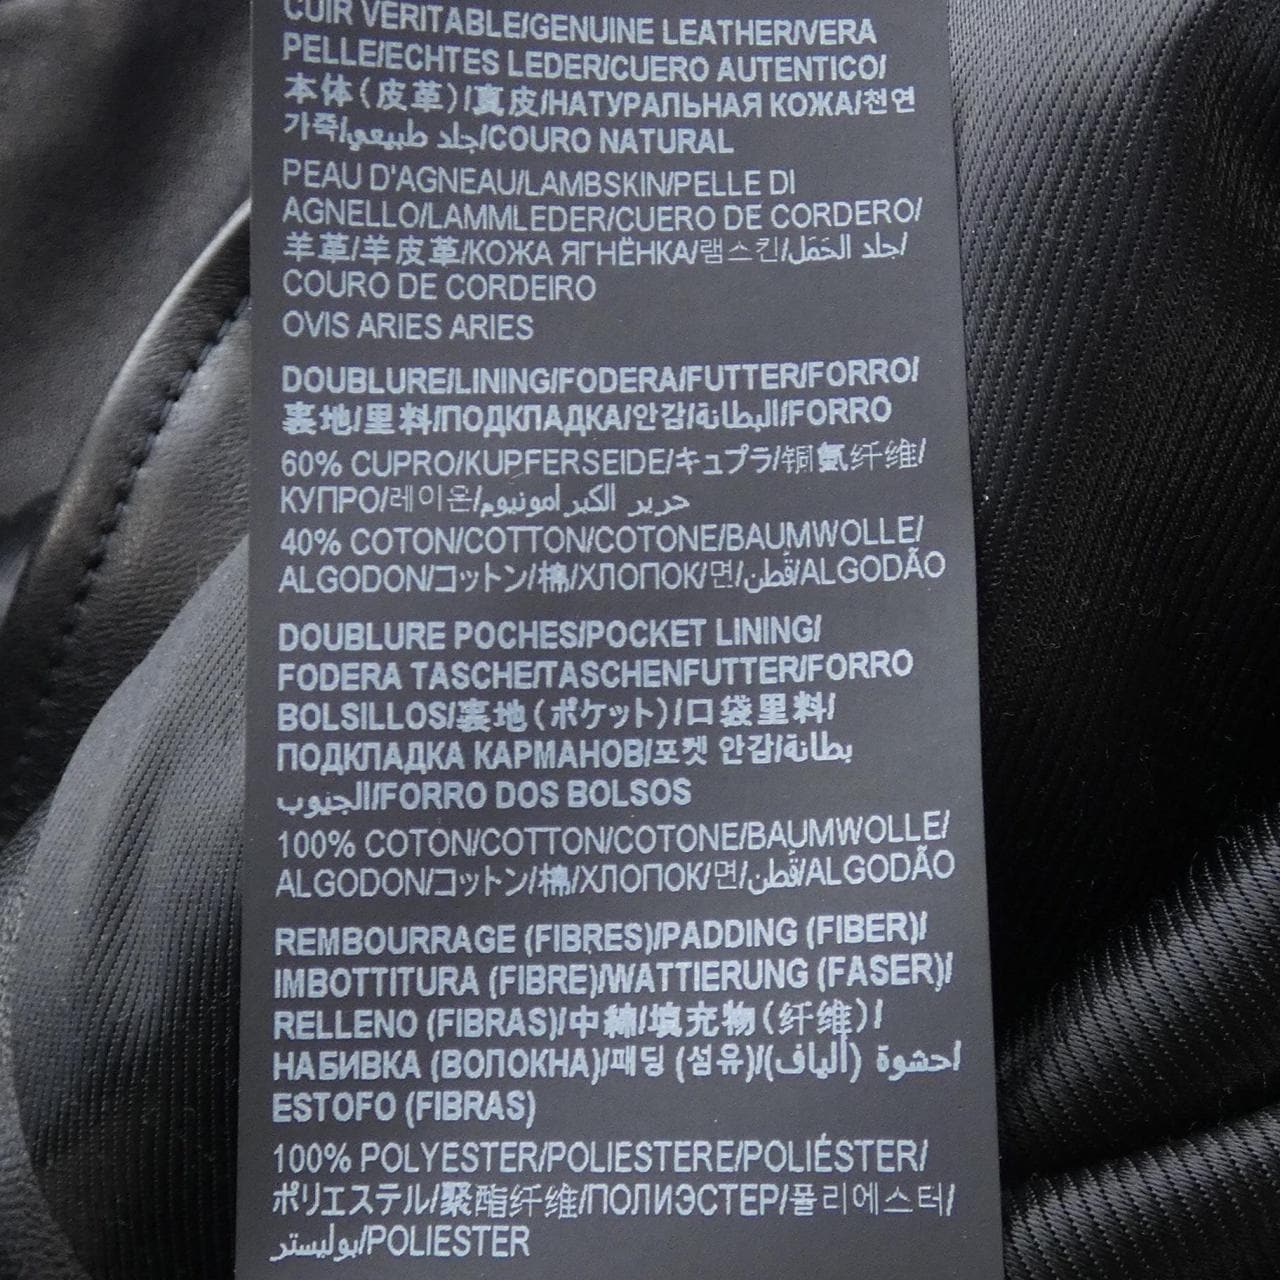 CUIR VERITABLE/GENUINE LEATHER/VERA
PELLE/ECHTES LEDER/CUERO AUTENTICO/
本体(皮革)/真皮/НАТУРАЛЬНАЯ КОЖА/천연
가죽/جلد طبيعي/COURO NATURAL
PEAU D'AGNEAU/LAMBSKIN/PELLE DI
AGNELLO/LAMMLEDER/CUERO DE CORDERO/
羊革/羊皮革/КОЖА ЯГНЁНКА/램스킨/جلد الحَمَل/
COURO DE CORDEIRO
OVIS ARIES ARIES
DOUBLURE/LINING/FODERA/FUTTER/FORRO/
裏地/里料/ПОДКЛАДКА/안감/البطانة/FORRO
60% CUPRO/KUPFERSEIDE/キュプラ/铜氨纤维/
КУПРО/레이온/حرير الكبرامونيوم
40% COTON/COTTON/COTONE/BAUMWOLLE/
ALGODON/コットン/棉/ХЛОПОК/면/قُطن/ALGODÃO
DOUBLURE POCHES/POCKET LINING/
FODERA TASCHE/TASCHENFUTTER/FORRO
BOLSILLOS/裏地(ポケット)/口袋里料/
ПОДКЛАДКА КАРМАНОВ/포켓 안감/بطانة
الجيوب/FORRO DOS BOLSOS
100% COTON/COTTON/COTONE/BAUMWOLLE/
ALGODON/コットン/棉/ХЛОПОК/면/قُطن/ALGODÃO
REMBOURRAGE (FIBRES)/PADDING (FIBER)/
IMBOTTITURA (FIBRE)/WATTIERUNG (FASER)/
RELLENO (FIBRAS)/中綿/填充物(纤维)/
НАБИВКА (ВОЛОКНА)/패딩 (섬유)/حشوة (ألياف)/
ESTOFO (FIBRAS)
100% POLYESTER/POLIESTERE/POLIÉSTER/
ポリエステル/聚酯纤维/ПОЛИЭСТЕР/폴리에스터/
بوليستر/POLIESTER